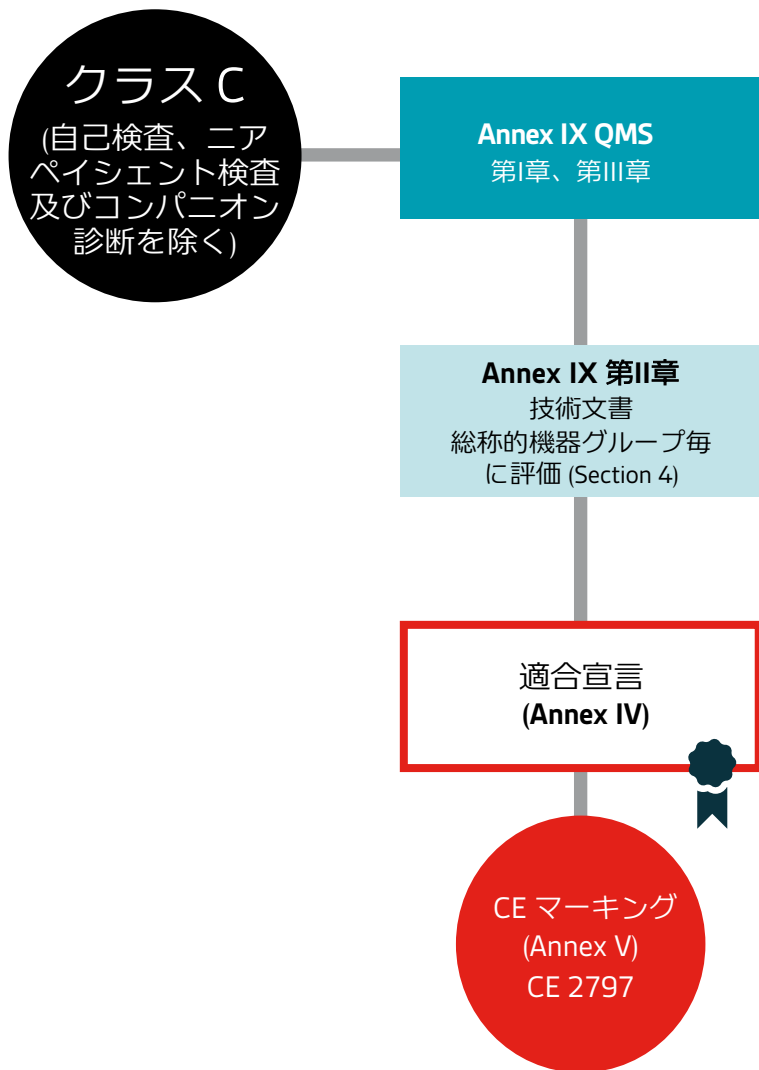 クラス C
(自己検査、ニア
ペイシェント検査
及びコンパニオン
診断を除く)
Annex IX QMS
第I章、第III章
Annex IX 第II章
技術文書
総称的機器グループ毎
に評価 (Section 4)
適合宣言
(Annex IV)
CE マーキング
(Annex V)
CE 2797